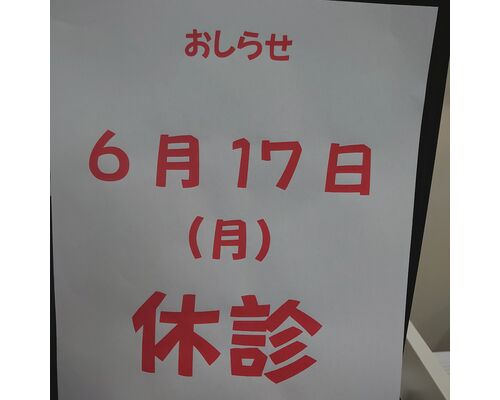 おしらせ
6月17日
(月)
休診